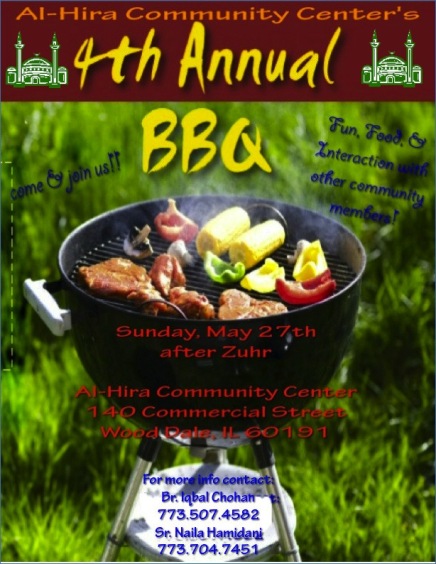 Al-Hira Community Center's
4th Annual
BBQ
come & join us!!
Fun, Food, &
Interaction with
other community
members!
Sunday, May 27th
after Zuhr
Al-Hira Community Center
140 Commercial Street
Wood Dale, IL 60191
For more info contact:
Br. Iqbal Chohan
773.507.4582
Sr. Naila Hamidani
773.704.7451